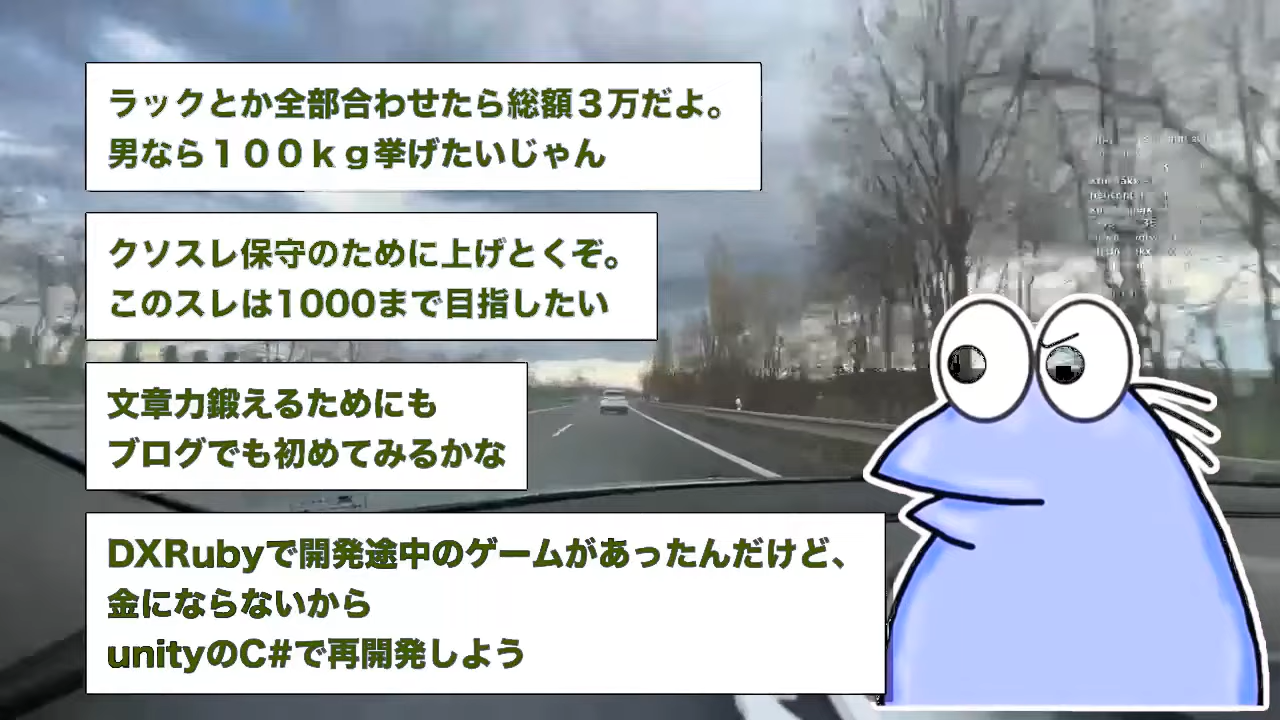 ラックとか全部合わせたら総額３万だよ。
男なら１００ｋｇ挙げたいじゃん
クソスレ保守のために上げとくぞ。
このスレは1000まで目指したい
文章力鍛えるためにも
ブログでも初めてみるかな
DXRubyで開発途中のゲームがあったんだけど、
金にならないから
unityのC#で再開発しよう